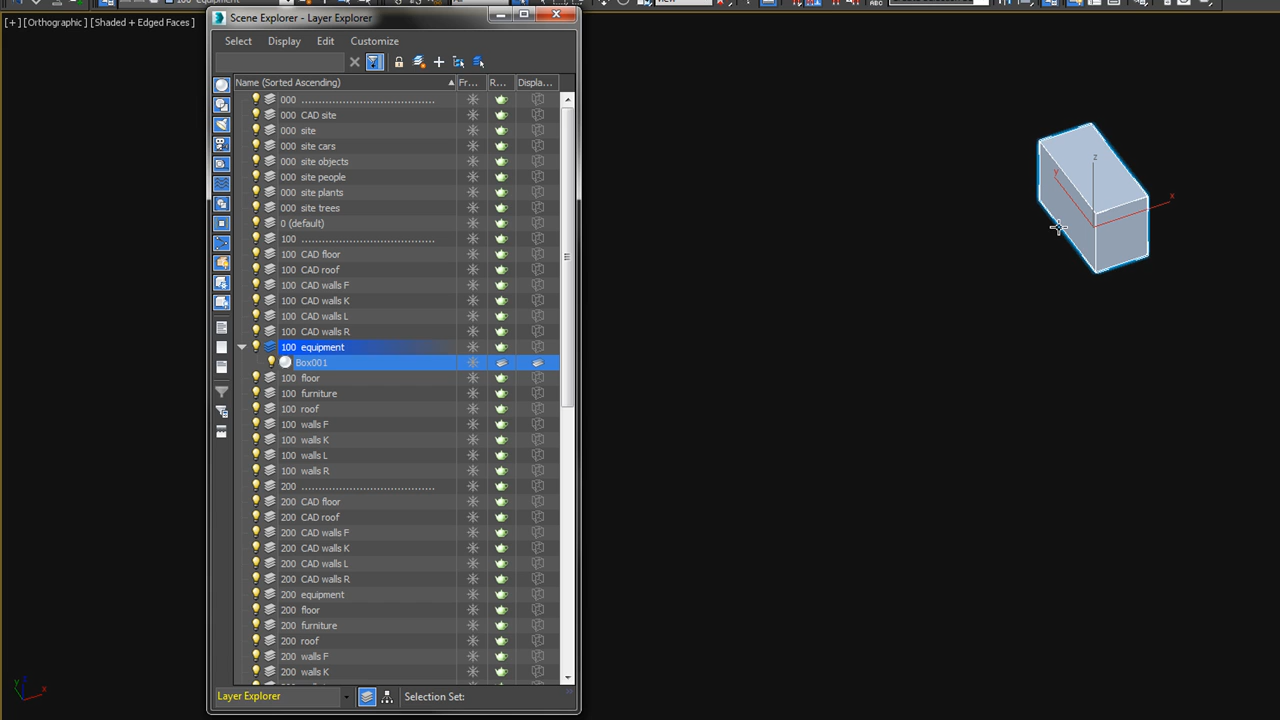 [+] [Orthographic] [Shaded + Edged Faces]
Scene Explorer - Layer Explorer
Select Display Edit Customize
Name (Sorted Ascending) Fr... R... Displa...
000 ......................................
000 CAD site
000 site
000 site cars
000 site objects
000 site people
000 site plants
000 site trees
0 (default)
100 ......................................
100 CAD floor
100 CAD roof
100 CAD walls F
100 CAD walls K
100 CAD walls L
100 CAD walls R
100 equipment
Box001
100 floor
100 furniture
100 roof
100 walls F
100 walls K
100 walls L
100 walls R
200 ......................................
200 CAD floor
200 CAD roof
200 CAD walls F
200 CAD walls K
200 CAD walls L
200 CAD walls R
200 equipment
200 floor
200 furniture
200 roof
200 walls F
200 walls K
Layer Explorer Selection Set:
z
y
x
z
y
x